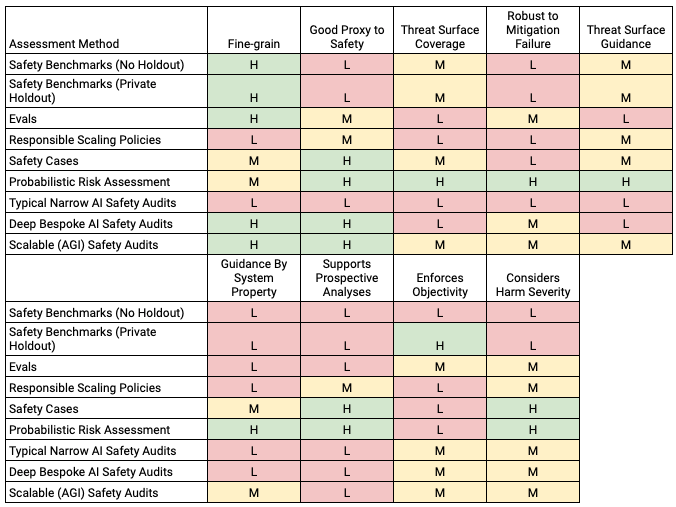 Assessment Method Fine-grain Good Proxy to Safety Threat Surface Coverage Robust to Mitigation Failure Threat Surface Guidance
Safety Benchmarks (No Holdout) H L M L M
Safety Benchmarks (Private Holdout) H L M L M
Evals H M L M L
Responsible Scaling Policies L M L L M
Safety Cases M H M L M
Probabilistic Risk Assessment M H H H H
Typical Narrow AI Safety Audits L L L L L
Deep Bespoke AI Safety Audits H H L M L
Scalable (AGI) Safety Audits H H M M M
Guidance By System Property Supports Prospective Analyses Enforces Objectivity Considers Harm Severity
Safety Benchmarks (No Holdout) L L L L
Safety Benchmarks (Private Holdout) L L H L
Evals L L M M
Responsible Scaling Policies L M L M
Safety Cases M H L H
Probabilistic Risk Assessment H H L H
Typical Narrow AI Safety Audits L L M M
Deep Bespoke AI Safety Audits L L M M
Scalable (AGI) Safety Audits M L M M